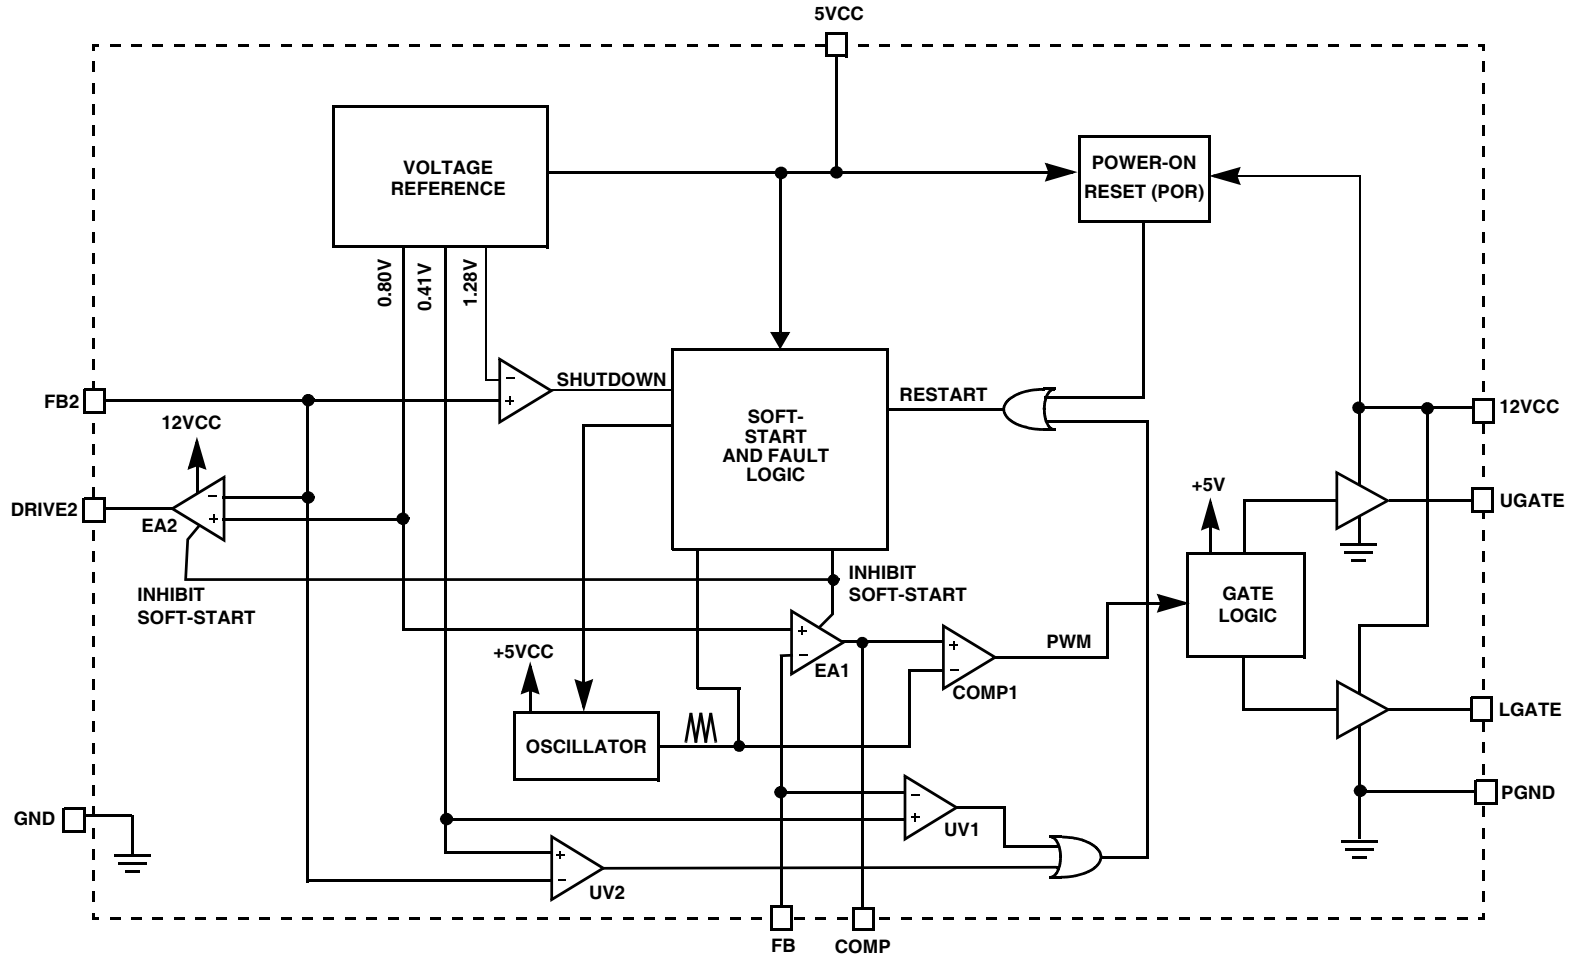 5VCC
VOLTAGE
REFERENCE
POWER-ON
RESET (POR)
0.80V
0.41V
1.28V
FB2
SHUTDOWN
RESTART
12VCC
12VCC
SOFT-
START
AND FAULT
LOGIC
DRIVE2
−
+
EA2
−
+
+5V
UGATE
INHIBIT
SOFT-START
INHIBIT
SOFT-START
GATE
LOGIC
+
−
EA1
+
−
COMP1
PWM
+5VCC
OSCILLATOR
LGATE
GND
PGND
−
+
UV1
+
−
UV2
FB
COMP